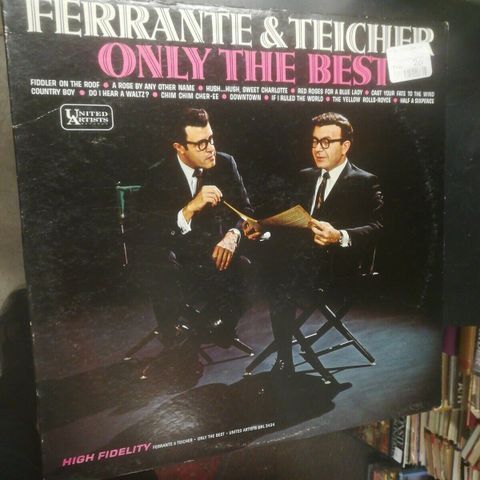 FERRANTE & TEICHER
ONLY THE BEST
FIDDLER ON THE ROOF • A ROSE BY ANY OTHER NAME • HUSH...HUSH, SWEET CHARLOTTE • RED ROSES FOR A BLUE LADY • CAST YOUR FATE TO THE WIND
COUNTRY BOY • DO I HEAR A WALTZ? • CHIM CHIM CHER-EE • DOWNTOWN • IF I RULED THE WORLD • THE YELLOW ROLLS-ROYCE • HALF A SIXPENCE
UNITED
ARTISTS
HIGH FIDELITY FERRANTE & TEICHER • ONLY THE BEST • UNITED ARTISTS UAL 3434